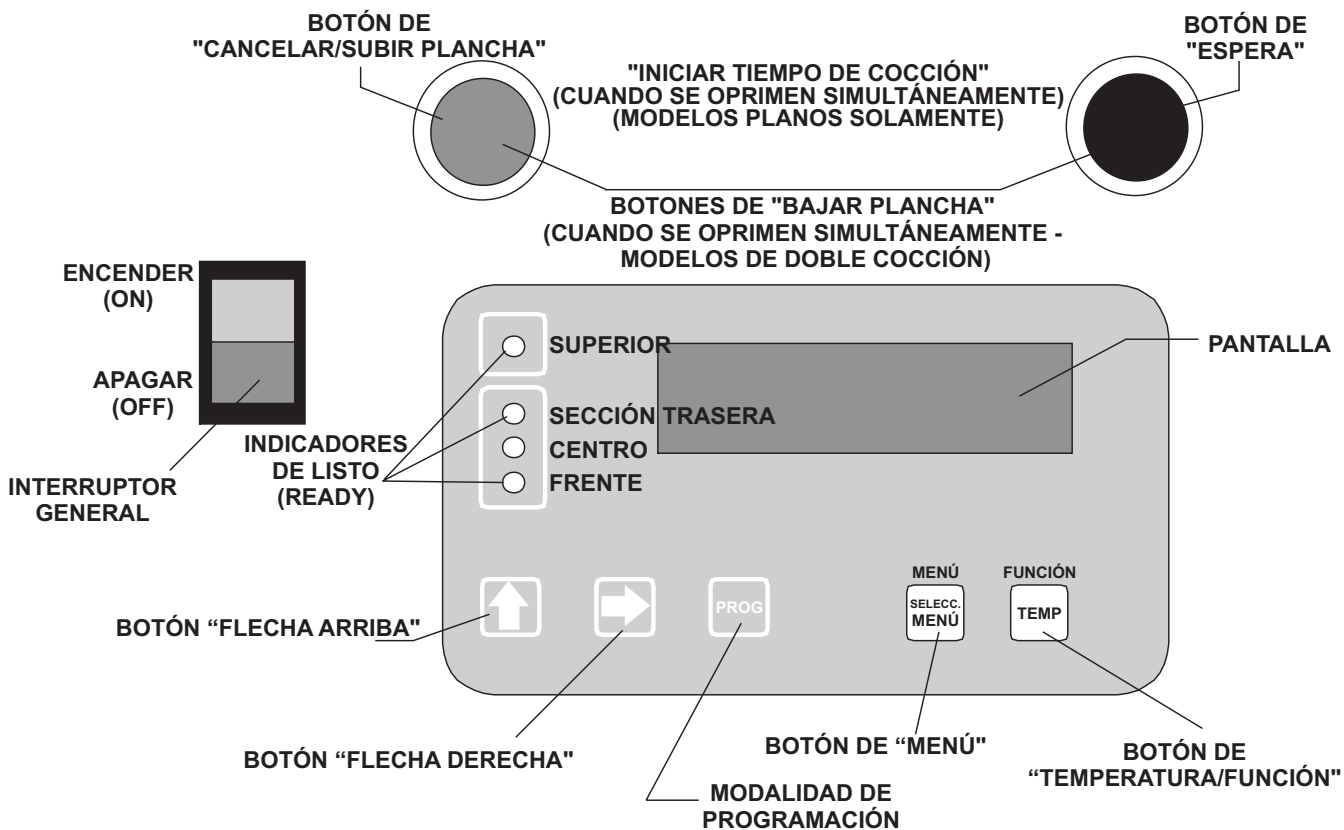 BOTÓN DE
"CANCELAR/SUBIR PLANCHA"
"INICIAR TIEMPO DE COCCIÓN"
(CUANDO SE OPRIMEN SIMULTÁNEAMENTE)
(MODELOS PLANOS SOLAMENTE)
BOTÓN DE
"ESPERA"
BOTONES DE "BAJAR PLANCHA"
(CUANDO SE OPRIMEN SIMULTÁNEAMENTE -
MODELOS DE DOBLE COCCIÓN)
ENCENDER
(ON)
APAGAR
(OFF)
INTERRUPTOR
GENERAL
INDICADORES
DE LISTO
(READY)
SUPERIOR
SECCIÓN TRASERA
CENTRO
FRENTE
PANTALLA
BOTÓN “FLECHA ARRIBA"
PROG
MENÚ
SELECC.
MENÚ
FUNCIÓN
TEMP
BOTÓN “FLECHA DERECHA"
MODALIDAD DE
PROGRAMACIÓN
BOTÓN DE “MENÚ"
BOTÓN DE
“TEMPERATURA/FUNCIÓN"